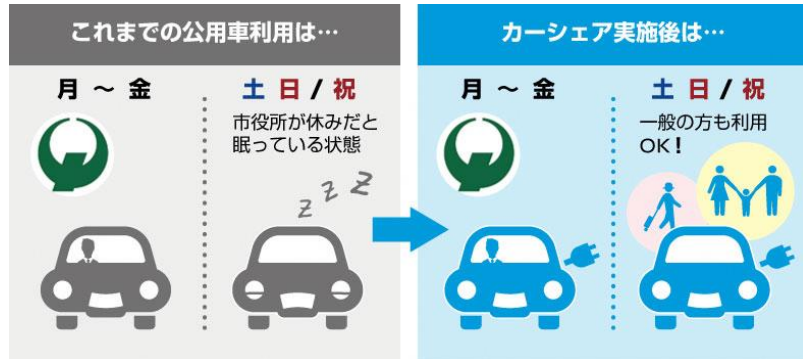 これまでの公用車利用は…
月 ～ 金
土 日 / 祝
市役所が休みだと
眠っている状態
z z z
カーシェア実施後は…
月 ～ 金
土 日 / 祝
一般の方も利用
OK！